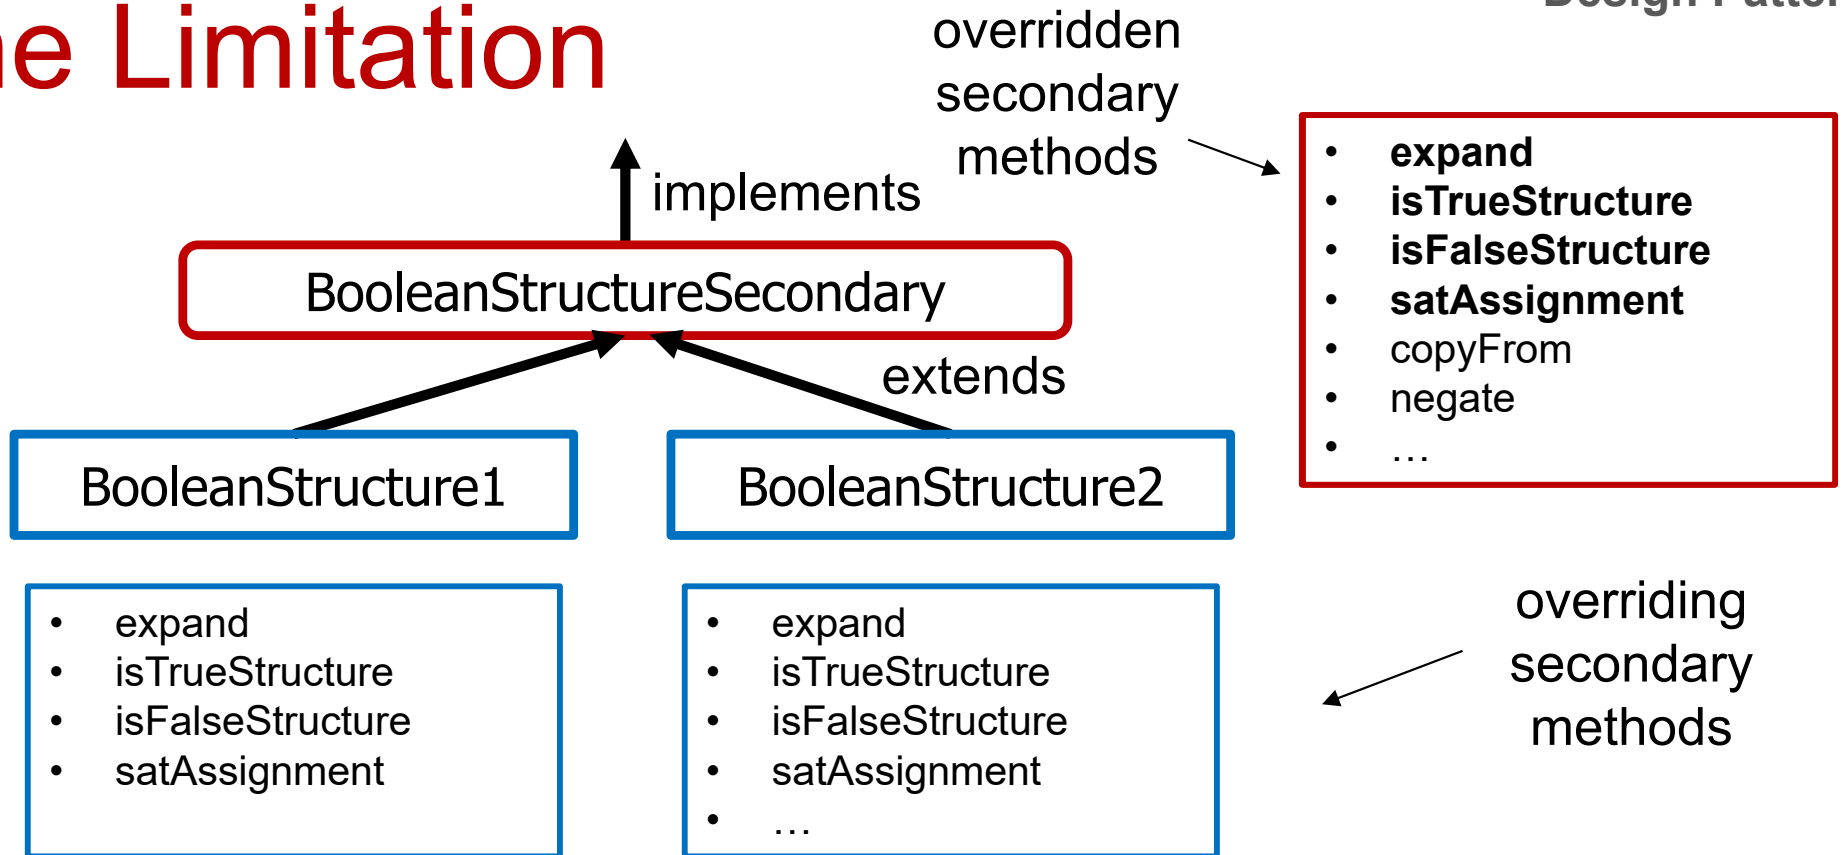 Limitation
overridden
secondary
methods
implements
BooleanStructureSecondary
extends
BooleanStructure1
BooleanStructure2
• expand
• isTrueStructure
• isFalseStructure
• satAssignment
• copyFrom
• negate
• …
• expand
• isTrueStructure
• isFalseStructure
• satAssignment
• expand
• isTrueStructure
• isFalseStructure
• satAssignment
• …
overriding
secondary
methods